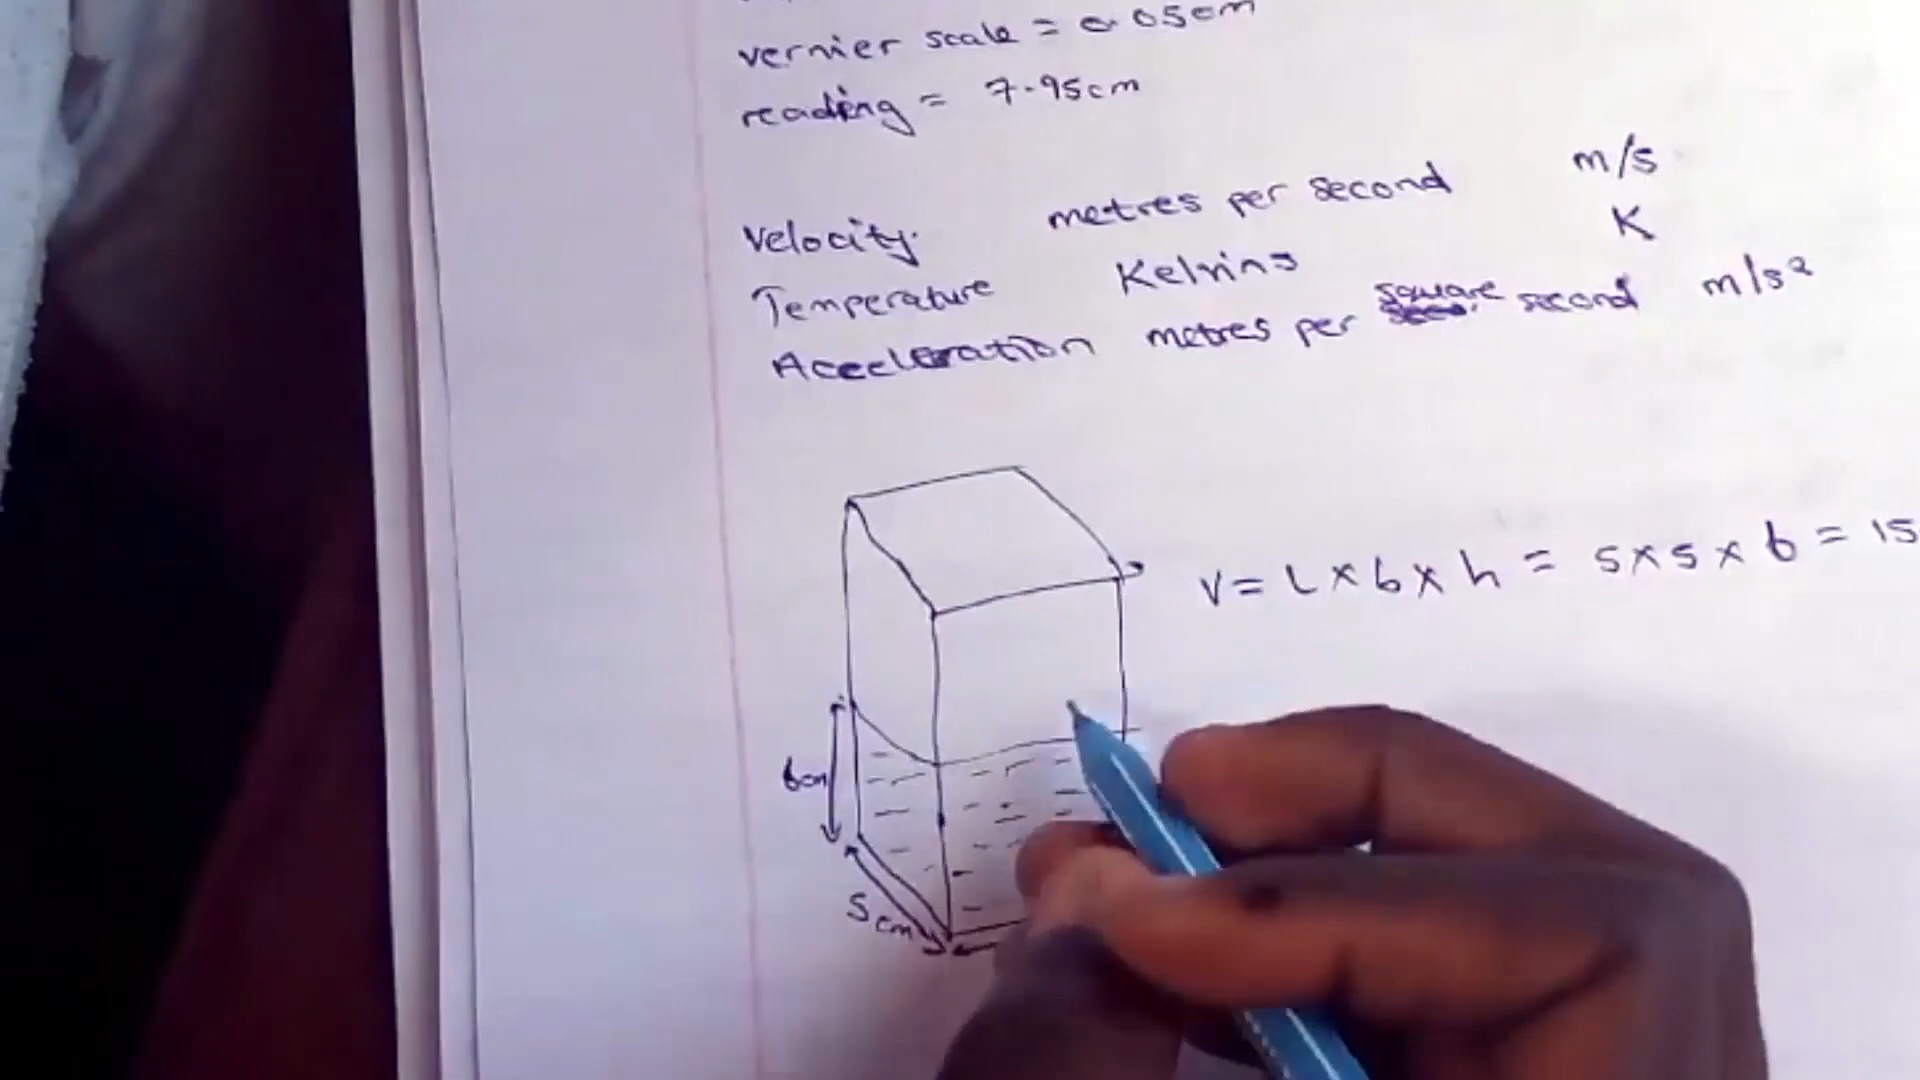 vernier scale = 0.05cm
reading = 7.95cm
Velocity. metres per second m/s
Temperature Kelvins K
Acceleration metres per square second m/s²
V = L x b x h = 5 x 5 x 6 = 15
6cm
5cm